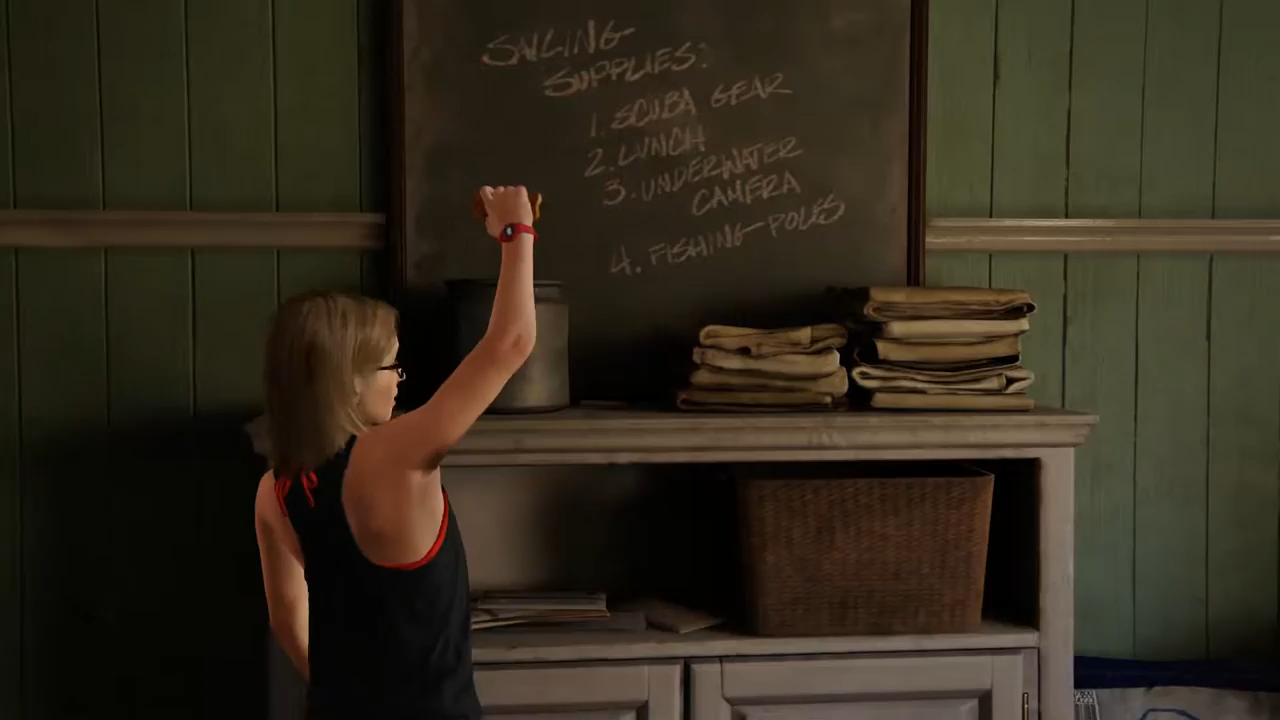 SAILING
SUPPLIES:
1. SCUBA GEAR
2. LUNCH
3. UNDERWATER
CAMERA
4. FISHING POLES